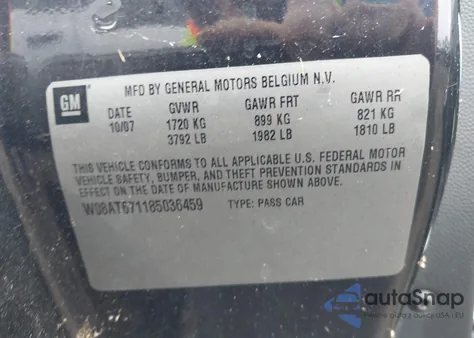 GM
MFD BY GENERAL MOTORS BELGIUM N.V.
DATE GVWR GAWR FRT GAWR RR
10/07 1720 KG 899 KG 821 KG
3792 LB 1982 LB 1810 LB
THIS VEHICLE CONFORMS TO ALL APPLICABLE U.S. FEDERAL MOTOR
VEHICLE SAFETY, BUMPER, AND THEFT PREVENTION STANDARDS IN
EFFECT ON THE DATE OF MANUFACTURE SHOWN ABOVE.
W08AT671185036459 TYPE: PASS CAR
autoSnap